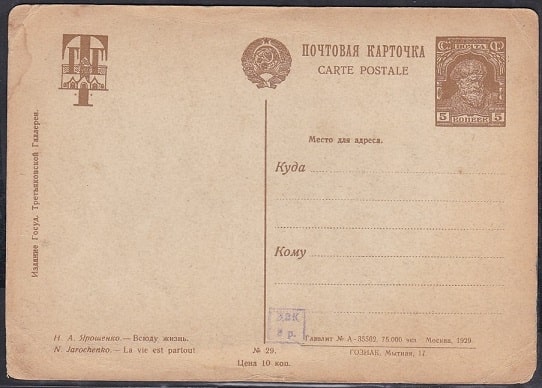 ПОЧТОВАЯ КАРТОЧКА
CARTE POSTALE
ПОЧТА
5 КОПЕЕК 5
Место для адреса.
Куда
Кому
Издание Госуд. Третьяковской Галлереи.
Н. А. Ярошенко.—Всюду жизнь.
N. Jarochenko.— La vie est partout
№ 29.
Цена 10 коп.
Главлит № А - 35582. 75.000 экз. Москва, 1929
ГОЗНАК, Мытная, 17.
р.